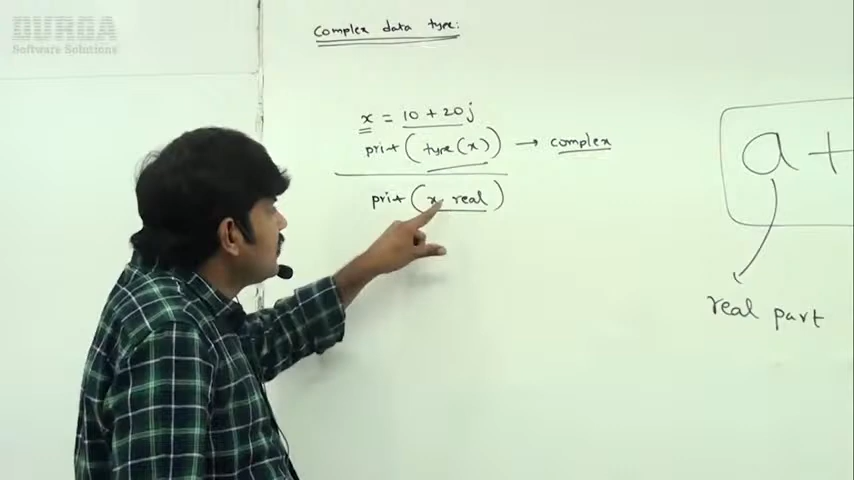 DURGA
Software Solutions
Complex data type:
x = 10 + 20j
print (type(x)) → complex
print (x. real)
a +
real part